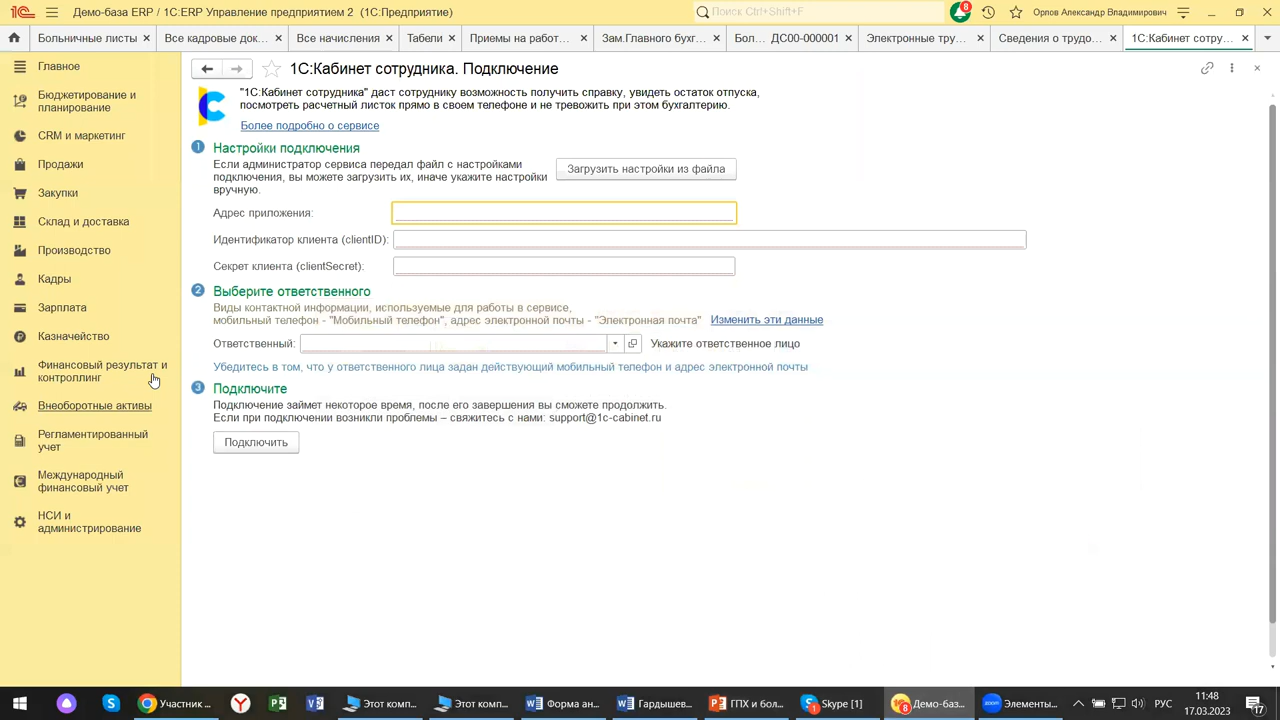 Демо-база ERP / 1С:ERP Управление предприятием 2 (1С:Предприятие)
Поиск Ctrl+Shift+F
8
Орлов Александр Владимирович
Больничные листы ×
Все кадровые док... ×
Все начисления ×
Табели ×
Приемы на работ... ×
Зам.Главного бухг... ×
Бол... ДС00-000001 ×
Электронные тру... ×
Сведения о трудо... ×
1С:Кабинет сотру... ×
Главное
Бюджетирование и
планирование
CRM и маркетинг
Продажи
Закупки
Склад и доставка
Производство
Кадры
Зарплата
Казначейство
Финансовый результат и
контроллинг
Внеоборотные активы
Регламентированный
учет
Международный
финансовый учет
НСИ и
администрирование
1С:Кабинет сотрудника. Подключение
"1С:Кабинет сотрудника" даст сотруднику возможность получить справку, увидеть остаток отпуска,
посмотреть расчетный листок прямо в своем телефоне и не тревожить при этом бухгалтерию.
Более подробно о сервисе
1 Настройки подключения
Если администратор сервиса передал файл с настройками
подключения, вы можете загрузить их, иначе укажите настройки
вручную.
Загрузить настройки из файла
Адрес приложения:
Идентификатор клиента (clientID):
Секрет клиента (clientSecret):
2 Выберите ответственного
Виды контактной информации, используемые для работы в сервисе,
мобильный телефон - "Мобильный телефон", адрес электронной почты - "Электронная почта" Изменить эти данные
Ответственный:
Укажите ответственное лицо
Убедитесь в том, что у ответственного лица задан действующий мобильный телефон и адрес электронной почты
3 Подключите
Подключение займет некоторое время, после его завершения вы сможете продолжить.
Если при подключении возникли проблемы – свяжитесь с нами: support@1c-cabinet.ru
Подключить
Участник ...
Этот комп...
Этот комп...
Форма ан...
Гардышев...
ГПХ и бол...
Skype [1]
Демо-баз...
Элементы...
РУС
11:48
17.03.2023